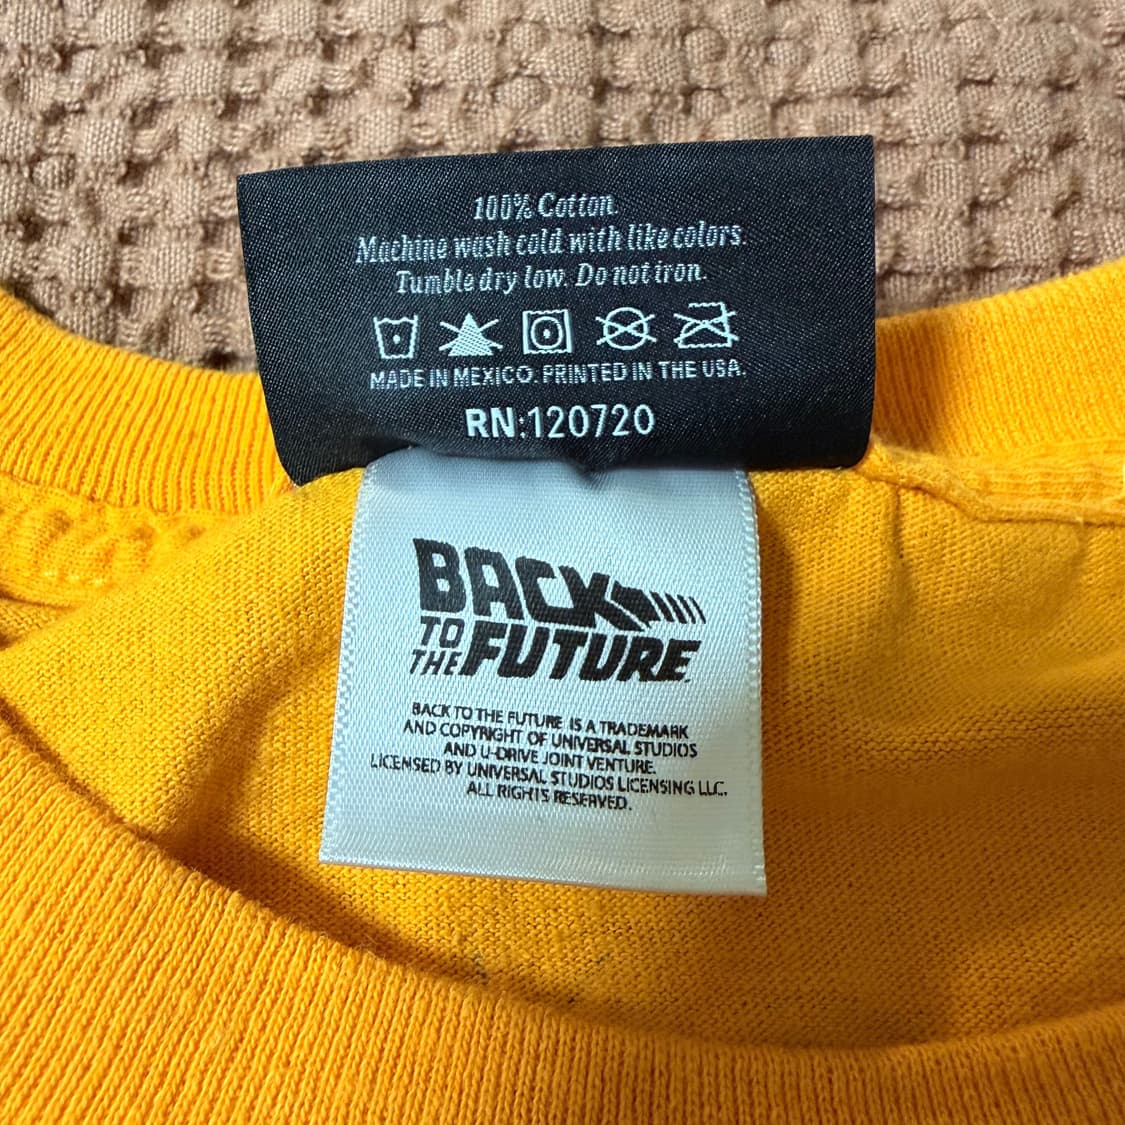 100% Cotton.
Machine wash cold with like colors.
Tumble dry low. Do not iron.
MADE IN MEXICO. PRINTED IN THE USA.
RN:120720
BACK
TO
THE FUTURE
BACK TO THE FUTURE IS A TRADEMARK
AND COPYRIGHT OF UNIVERSAL STUDIOS
AND U-DRIVE JOINT VENTURE.
LICENSED BY UNIVERSAL STUDIOS LICENSING LLC.
ALL RIGHTS RESERVED.